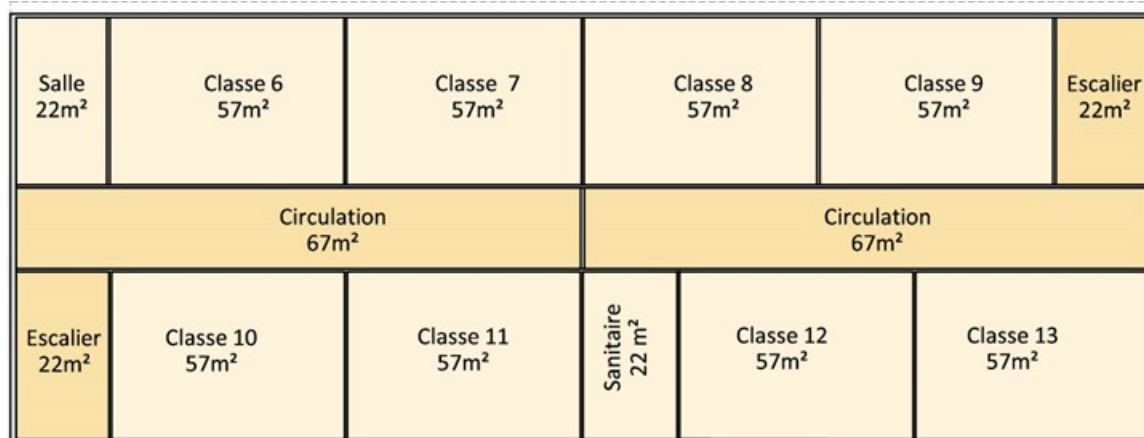 Salle
22m²
Classe 6
57m²
Classe 7
57m²
Classe 8
57m²
Classe 9
57m²
Escalier
22m²
Circulation
67m²
Circulation
67m²
Escalier
22m²
Classe 10
57m²
Classe 11
57m²
Sanitaire
22 m²
Classe 12
57m²
Classe 13
57m²